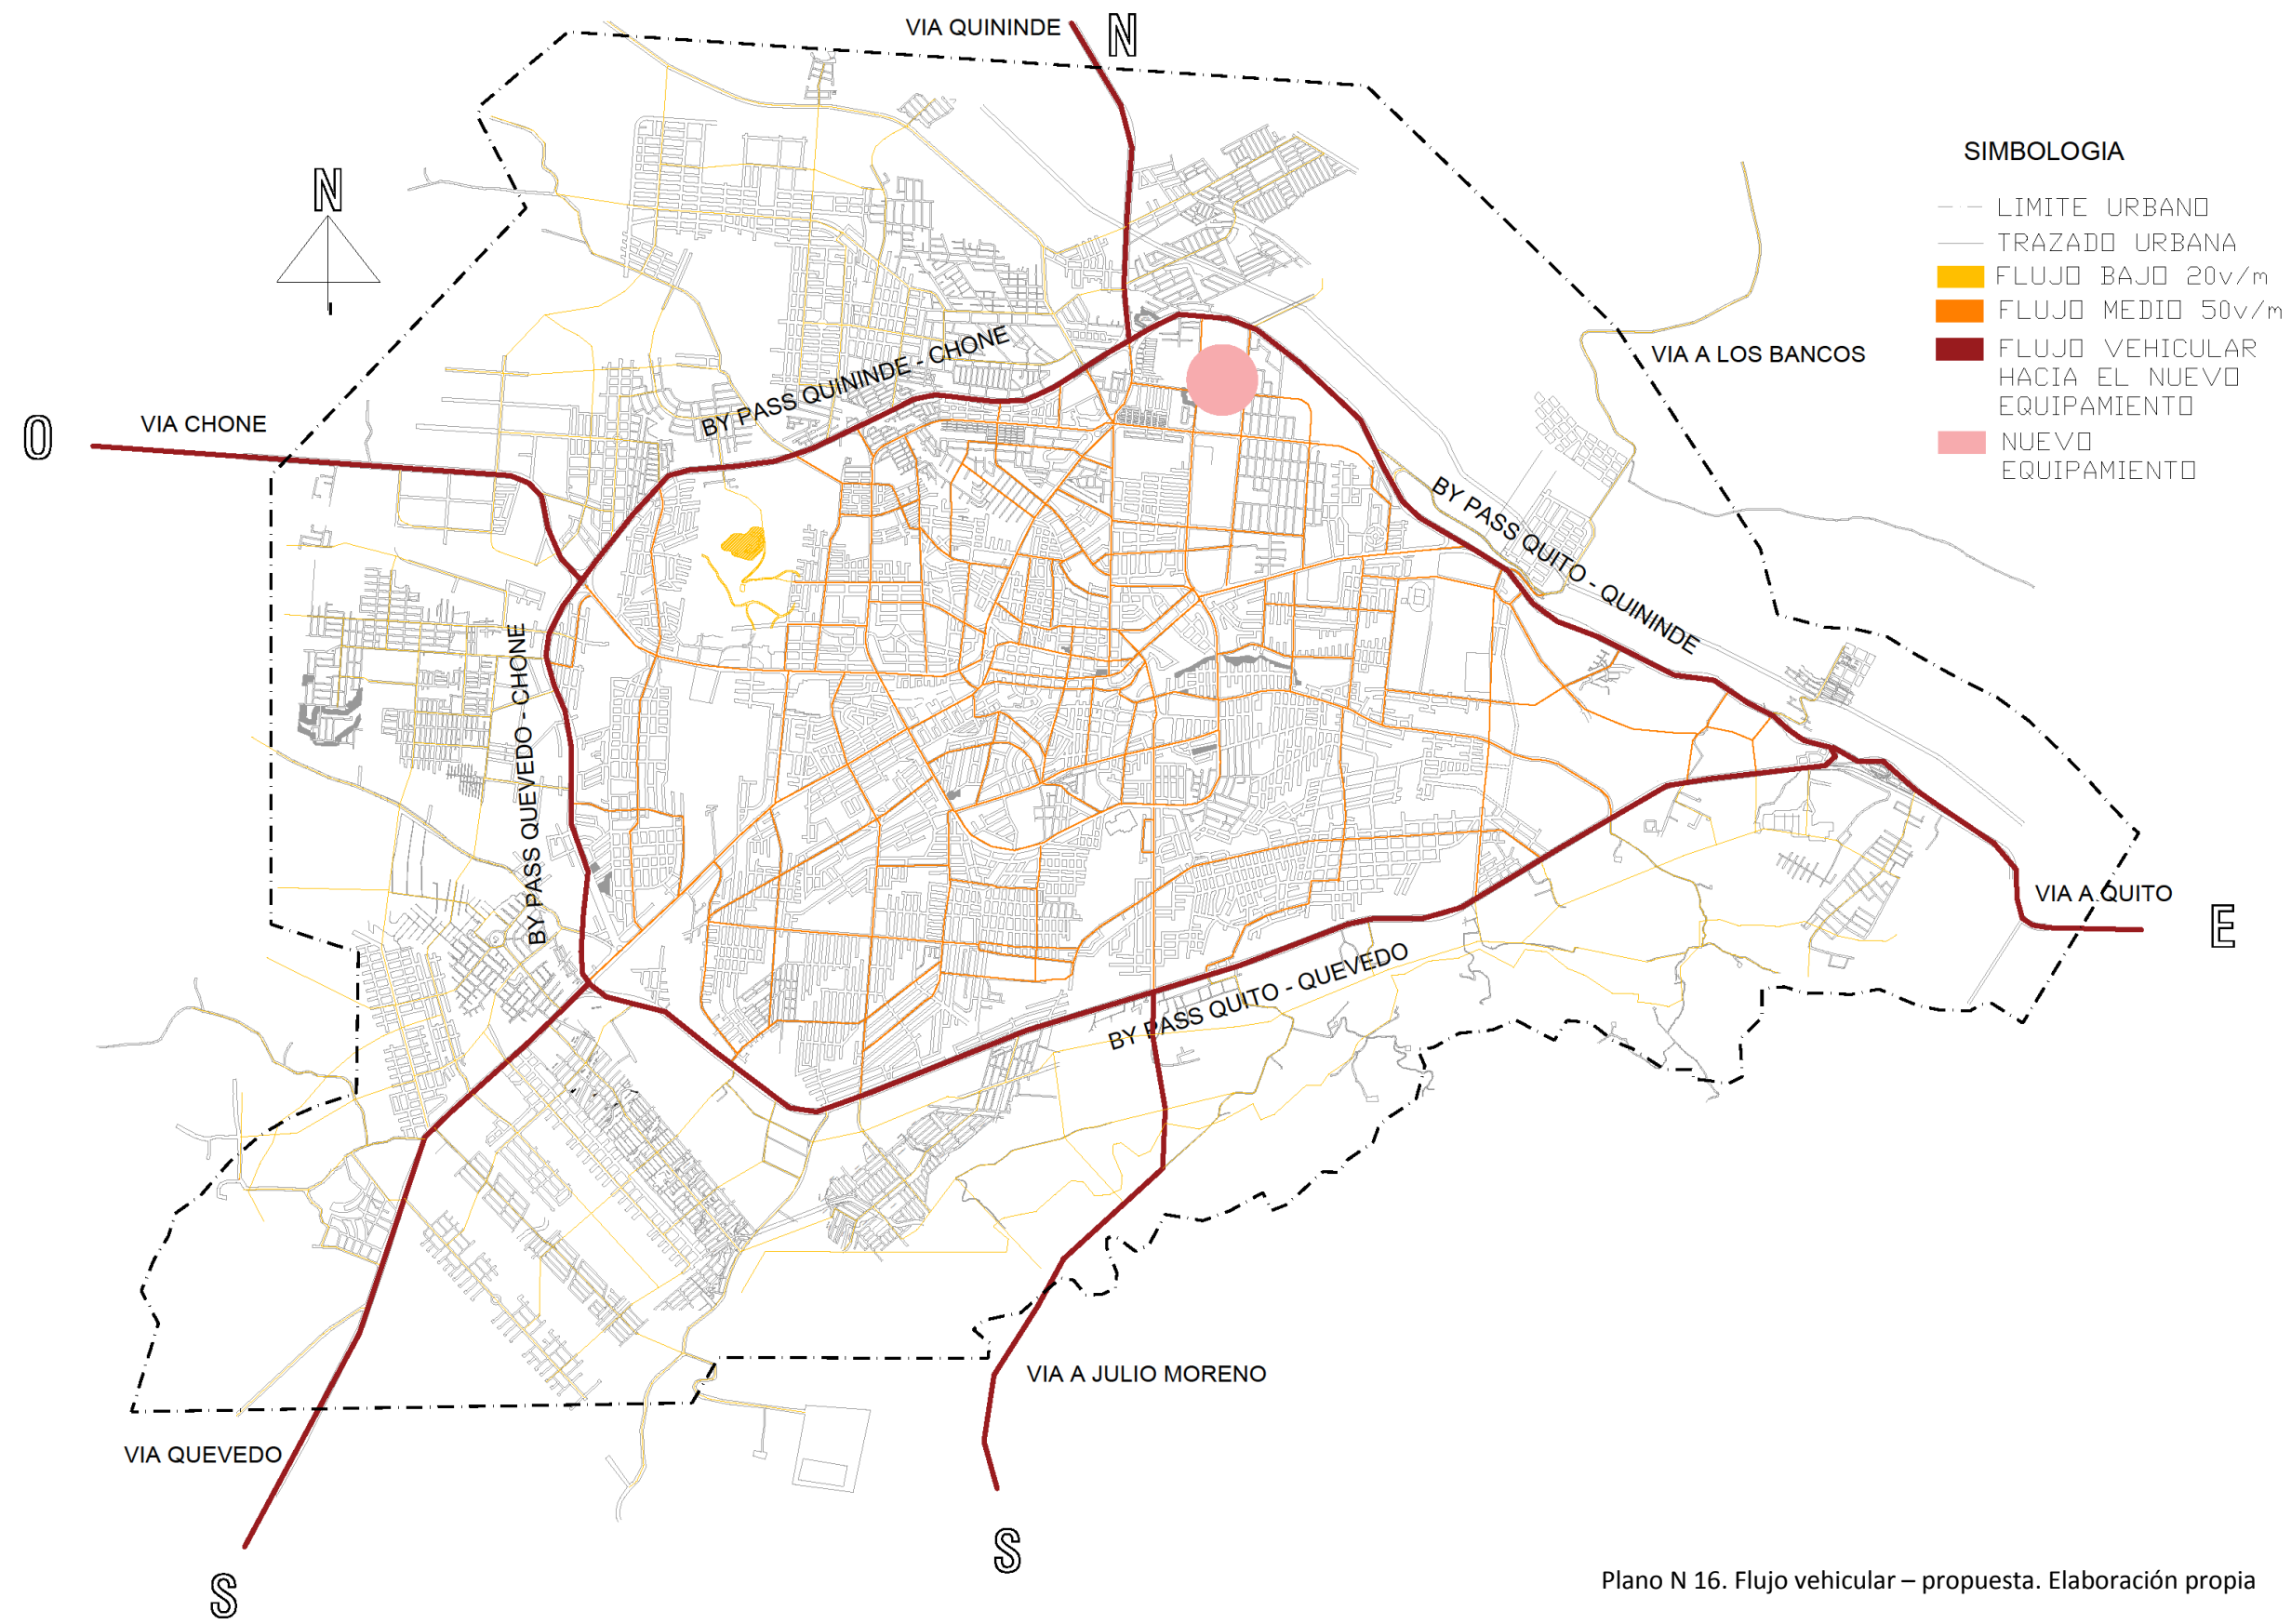 VIA QUININDE
N
SIMBOLOGIA
N
LIMITE URBANO
TRAZADO URBANA
FLUJO BAJO 20v/m
FLUJO MEDIO 50v/m
FLUJO VEHICULAR
HACIA EL NUEVO
EQUIPAMIENTO
NUEVO
EQUIPAMIENTO
VIA A LOS BANCOS
BY PASS QUININDE - CHONE
O
VIA CHONE
BY PASS QUITO - QUININDE
BY PASS QUEVEDO - CHONE
VIA A QUITO
E
BY PASS QUITO - QUEVEDO
VIA A JULIO MORENO
VIA QUEVEDO
S
S
Plano N 16. Flujo vehicular – propuesta. Elaboración propia